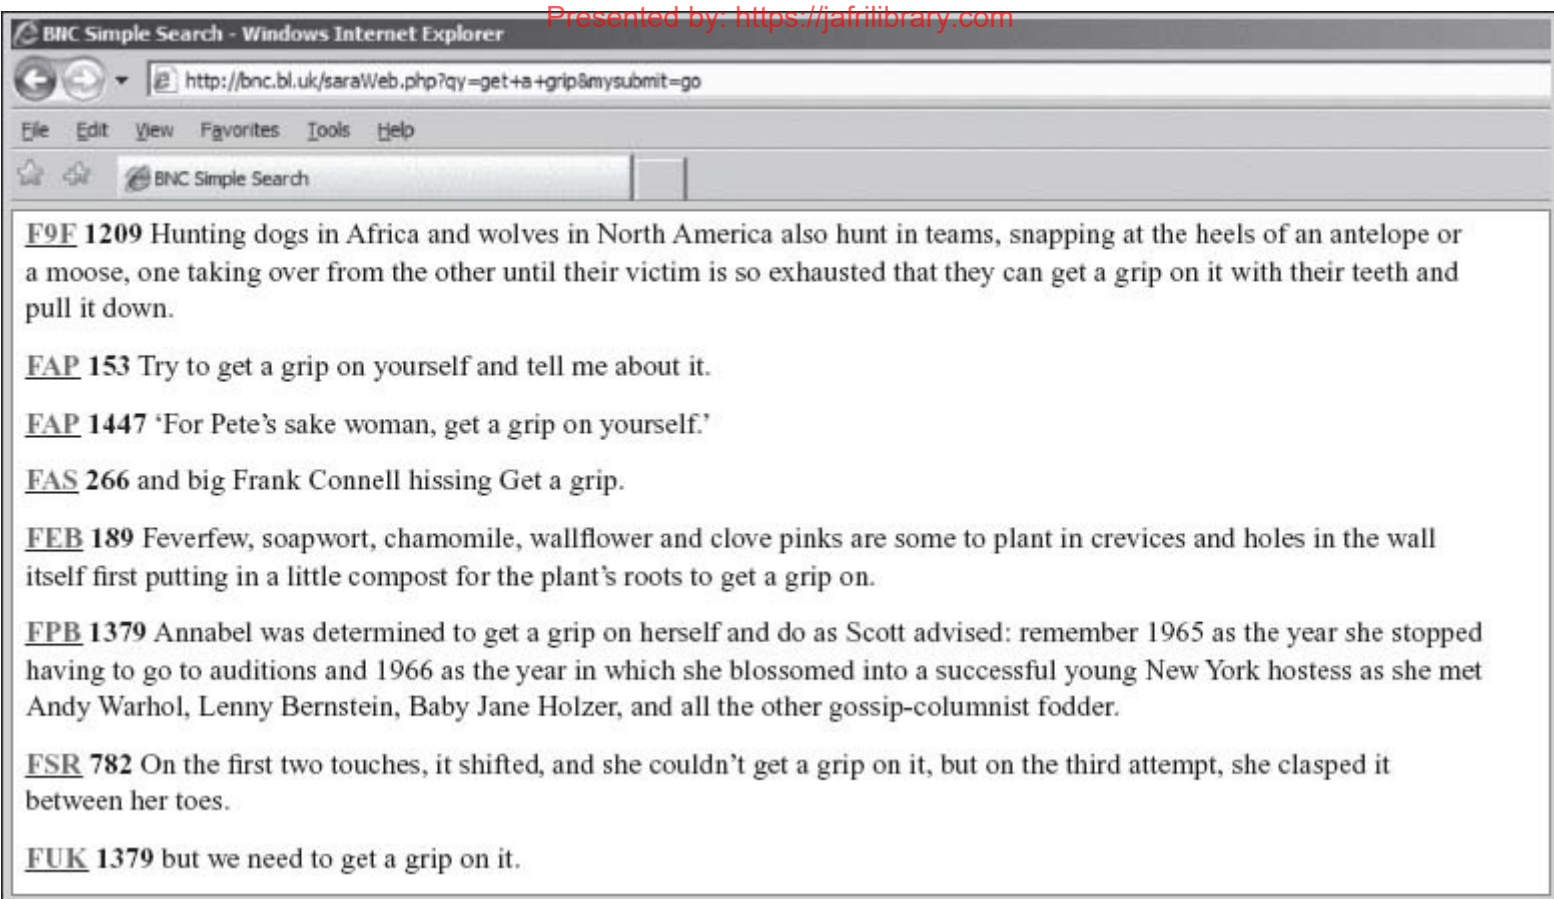 Presented by: https://jafrilibrary.com
BNC Simple Search - Windows Internet Explorer
http://bnc.bl.uk/saraWeb.php?qy=get+a+grip&mysubmit=go
File Edit View Favorites Tools Help
BNC Simple Search
F9F 1209 Hunting dogs in Africa and wolves in North America also hunt in teams, snapping at the heels of an antelope or
a moose, one taking over from the other until their victim is so exhausted that they can get a grip on it with their teeth and
pull it down.
FAP 153 Try to get a grip on yourself and tell me about it.
FAP 1447 ‘For Pete’s sake woman, get a grip on yourself.’
FAS 266 and big Frank Connell hissing Get a grip.
FEB 189 Feverfew, soapwort, chamomile, wallflower and clove pinks are some to plant in crevices and holes in the wall
itself first putting in a little compost for the plant’s roots to get a grip on.
FPB 1379 Annabel was determined to get a grip on herself and do as Scott advised: remember 1965 as the year she stopped
having to go to auditions and 1966 as the year in which she blossomed into a successful young New York hostess as she met
Andy Warhol, Lenny Bernstein, Baby Jane Holzer, and all the other gossip-columnist fodder.
FSR 782 On the first two touches, it shifted, and she couldn’t get a grip on it, but on the third attempt, she clasped it
between her toes.
FUK 1379 but we need to get a grip on it.